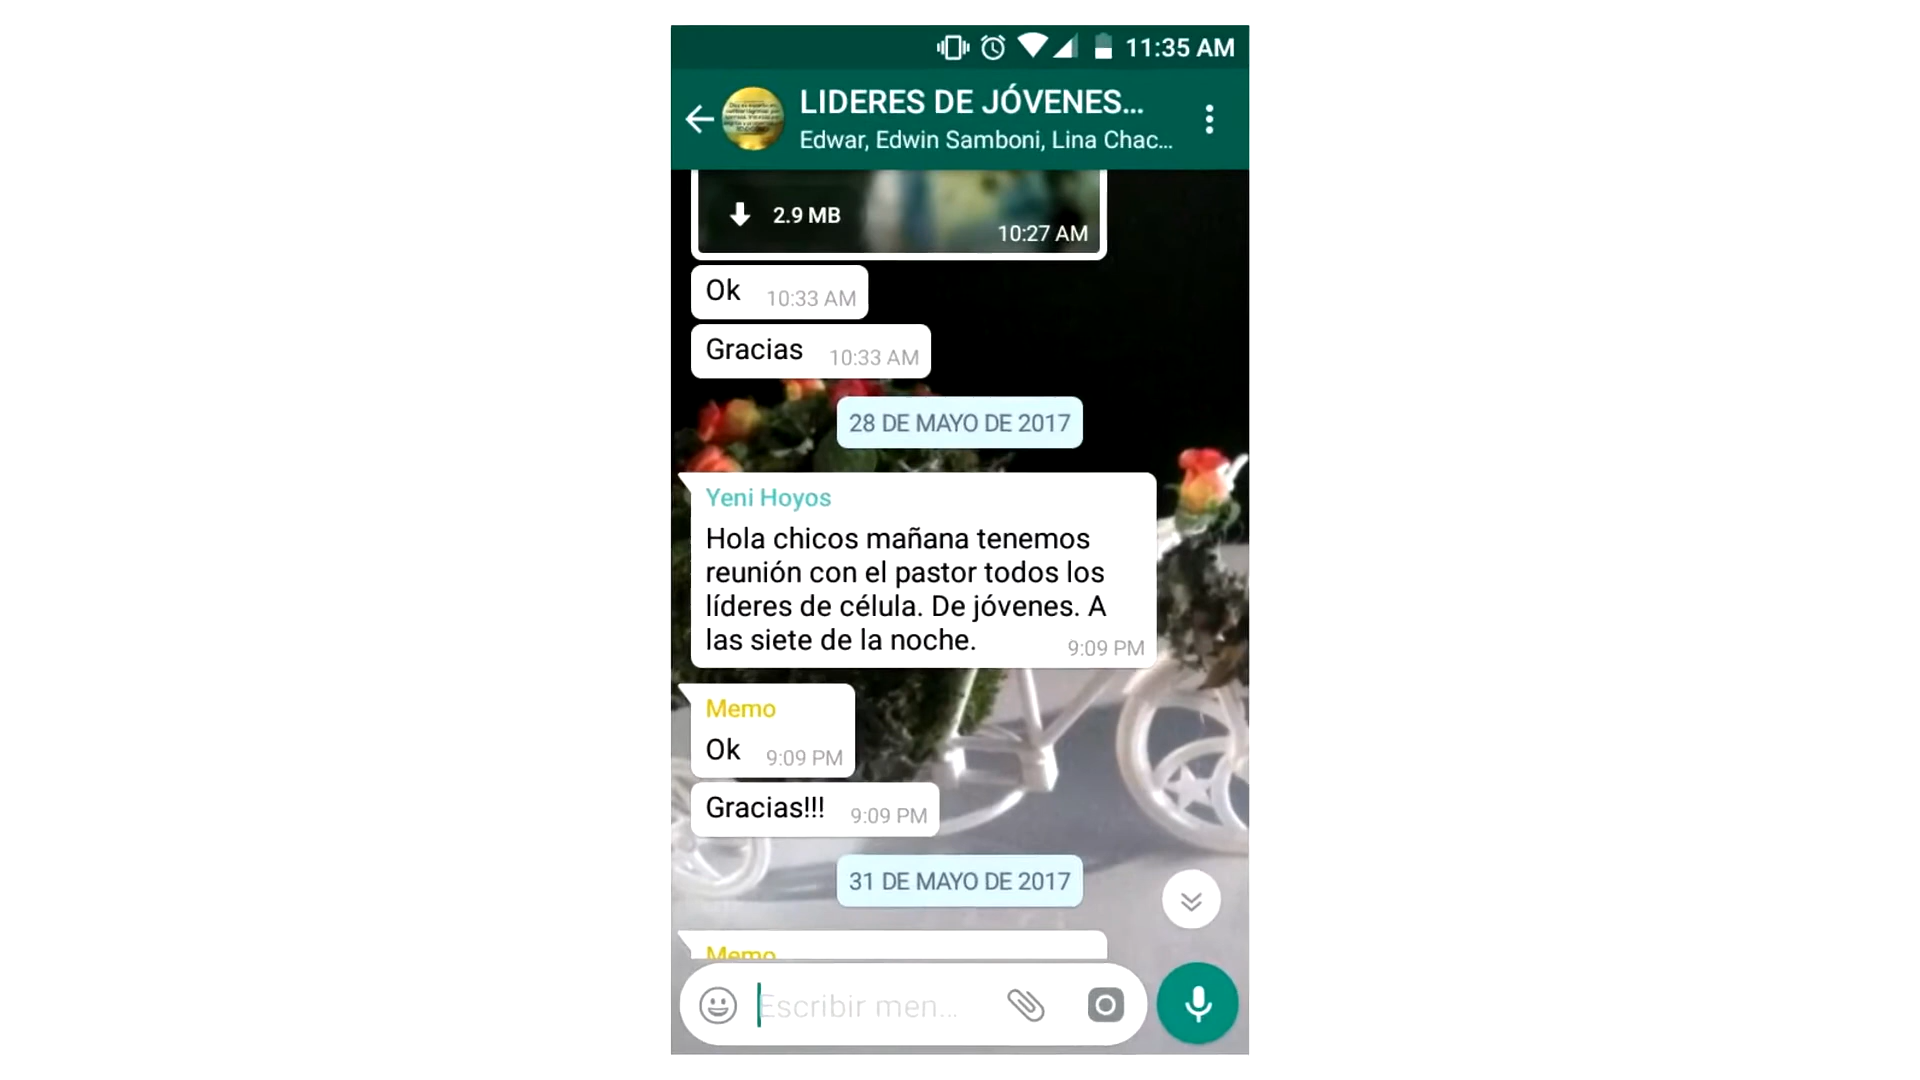 11:35 AM
LIDERES DE JÓVENES...
Edwar, Edwin Samboni, Lina Chac...
2.9 MB
10:27 AM
Ok 10:33 AM
Gracias 10:33 AM
28 DE MAYO DE 2017
Yeni Hoyos
Hola chicos mañana tenemos
reunión con el pastor todos los
líderes de célula. De jóvenes. A
las siete de la noche. 9:09 PM
Memo
Ok 9:09 PM
Gracias!!! 9:09 PM
31 DE MAYO DE 2017
Memo
Escribir men...